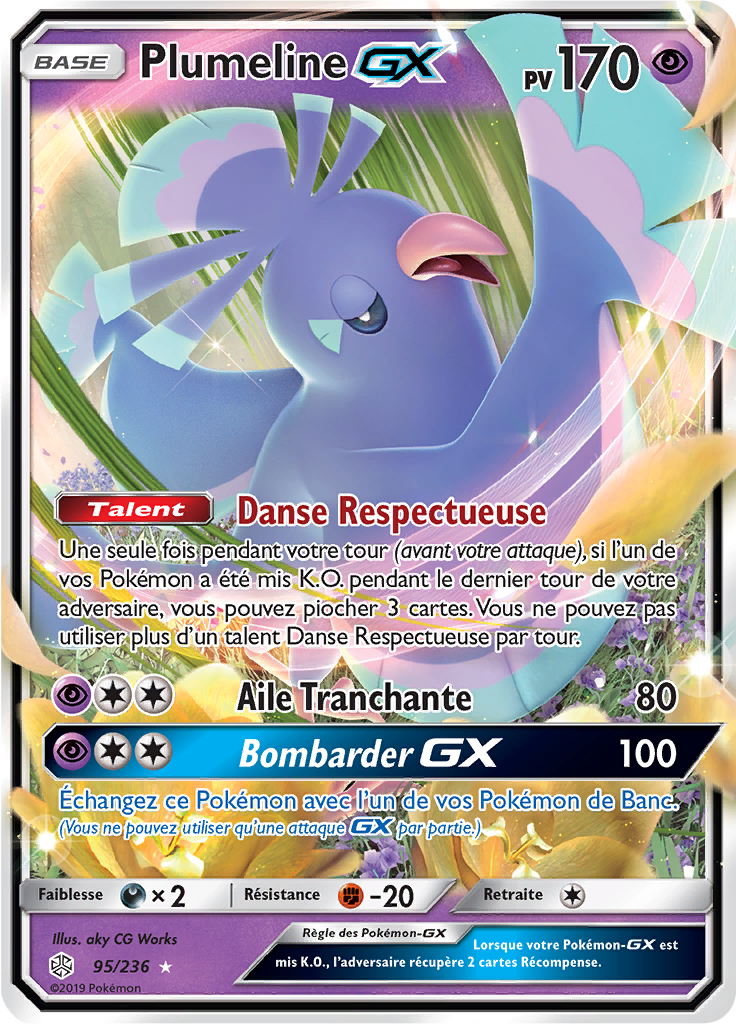 BASE Plumeline GX PV 170
Talent Danse Respectueuse
Une seule fois pendant votre tour (avant votre attaque), si l'un de
vos Pokémon a été mis K.O. pendant le dernier tour de votre
adversaire, vous pouvez piocher 3 cartes. Vous ne pouvez pas
utiliser plus d'un talent Danse Respectueuse par tour.
Aile Tranchante 80
Bombarder GX 100
Échangez ce Pokémon avec l'un de vos Pokémon de Banc.
(Vous ne pouvez utiliser qu'une attaque GX par partie.)
Faiblesse ×2 Résistance -20 Retraite
Illus. aky CG Works
95/236
©2019 Pokémon
Règle des Pokémon-GX
Lorsque votre Pokémon-GX est
mis K.O., l'adversaire récupère 2 cartes Récompense.